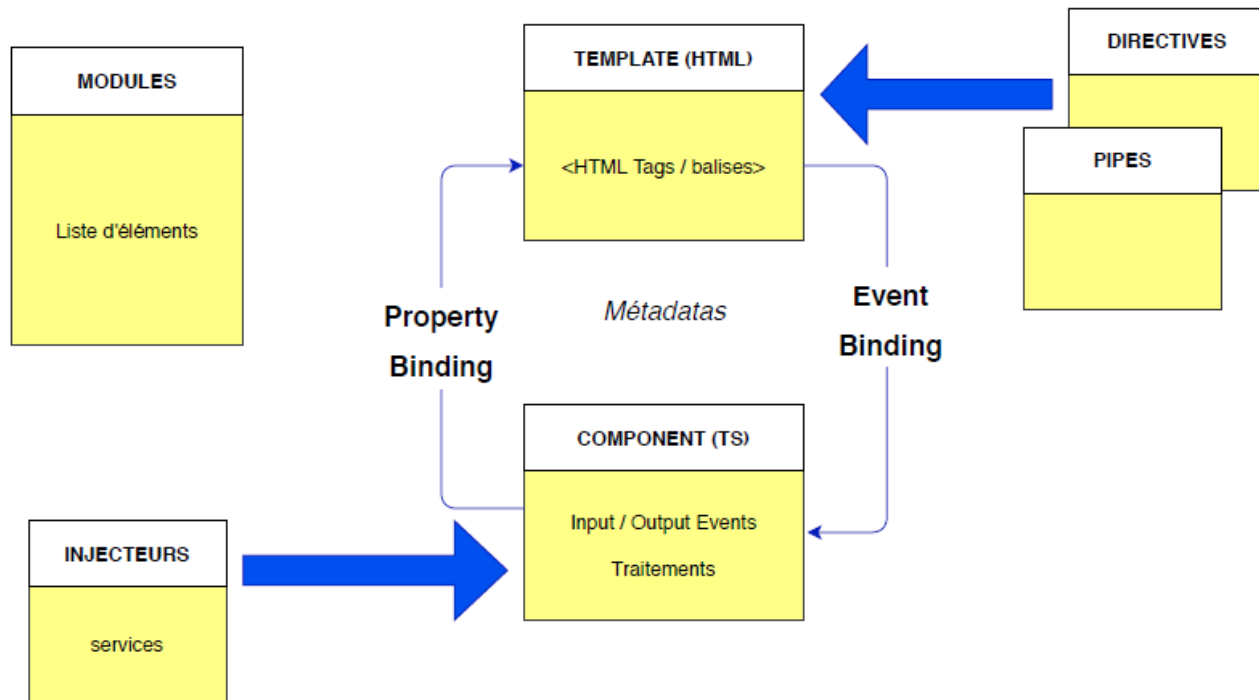 MODULES
Liste d'éléments
TEMPLATE (HTML)
<HTML Tags / balises>
DIRECTIVES
PIPES
Property
Binding
Métadatas
Event
Binding
COMPONENT (TS)
Input / Output Events
Traitements
INJECTEURS
services